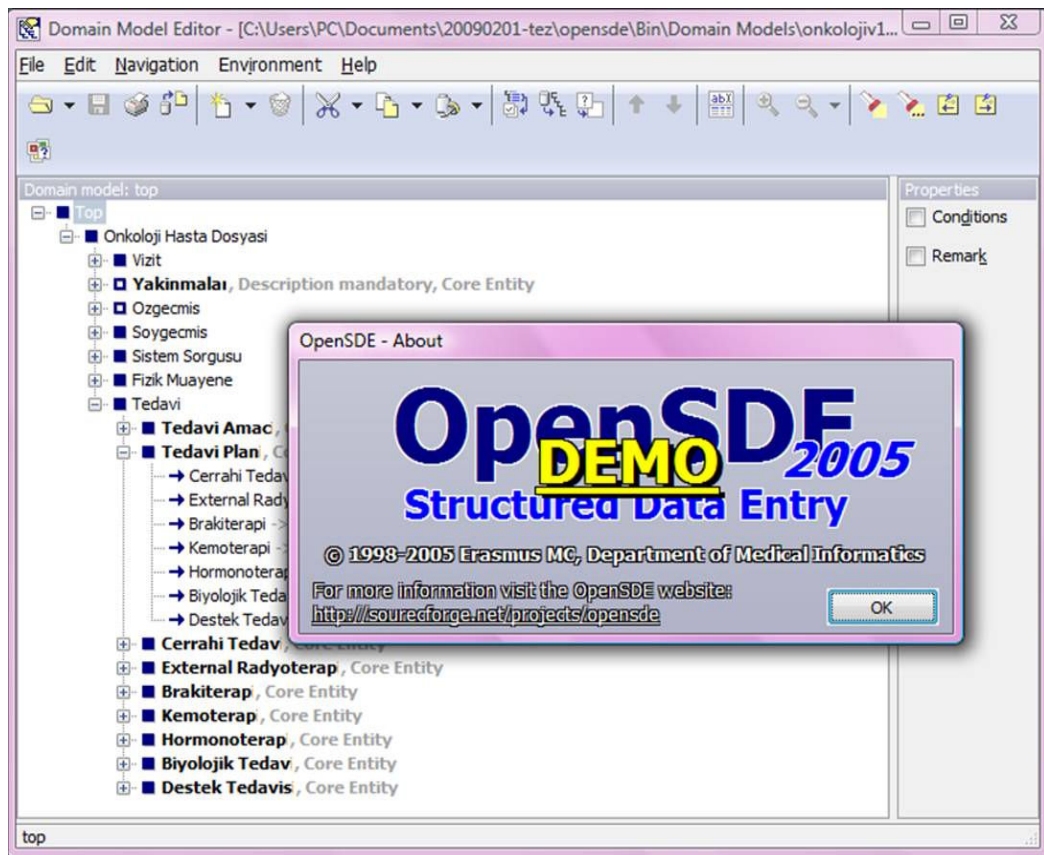 Domain Model Editor - [C:\Users\PC\Documents\20090201-tez\opensde\Bin\Domain Models\onkolojiv1...
File Edit Navigation Environment Help
Domain model: top
Properties
Top
Conditions
Onkoloji Hasta Dosyasi
Vizit
Remark
Yakinmalaı, Description mandatory, Core Entity
Ozgecmis
Soygecmis
Sistem Sorgusu
Fizik Muayene
Tedavi
Tedavi Amac
Tedavi Plan
Cerrahi Tedav
External Rady
Brakiterapi ->
Kemoterapi -
Hormonoterap
Biyolojik Teda
Destek Tedav
OpenSDE - About
OpenSDE
DEMO 2005
Structured Data Entry
© 1998-2005 Erasmus MC, Department of Medical Informatics
For more information visit the OpenSDE website:
http://sourecforge.net/projects/opensde
OK
Cerrahi Tedav, Core Entity
External Radyoterap, Core Entity
Brakiterap, Core Entity
Kemoterap, Core Entity
Hormonoterap, Core Entity
Biyolojik Tedav, Core Entity
Destek Tedavis, Core Entity
top